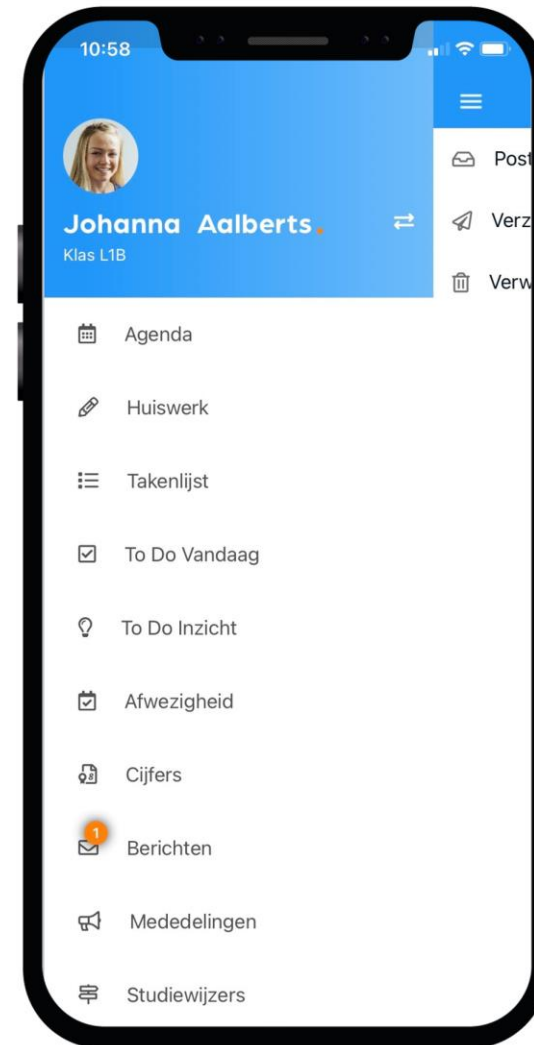 10:58
Johanna Aalberts.
Klas L1B
Post
Verz
Verw
Agenda
Huiswerk
Takenlijst
To Do Vandaag
To Do Inzicht
Afwezigheid
Cijfers
1
Berichten
Mededelingen
Studiewijzers